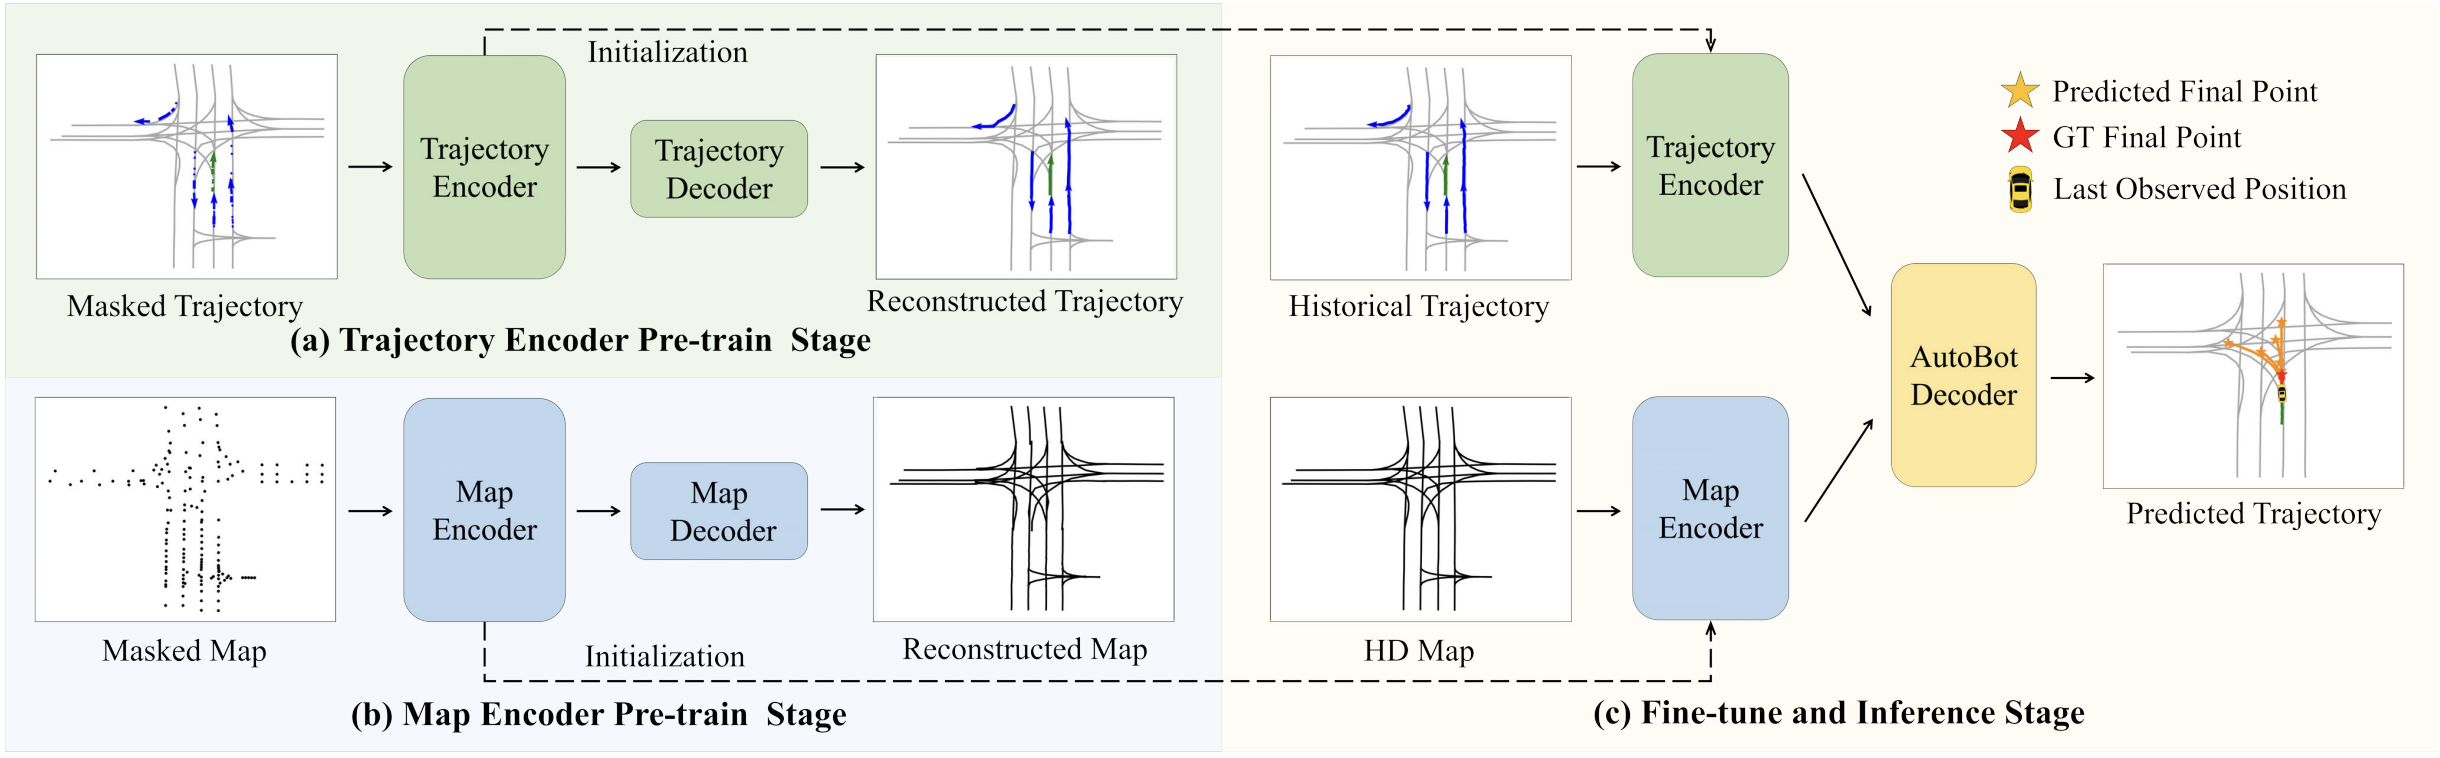 Initialization
Trajectory
Encoder
Trajectory
Decoder
Masked Trajectory
Reconstructed Trajectory
(a) Trajectory Encoder Pre-train Stage
Map
Encoder
Map
Decoder
Masked Map
Reconstructed Map
Initialization
(b) Map Encoder Pre-train Stage
Trajectory
Encoder
Historical Trajectory
Predicted Final Point
GT Final Point
Last Observed Position
AutoBot
Decoder
Predicted Trajectory
Map
Encoder
HD Map
(c) Fine-tune and Inference Stage